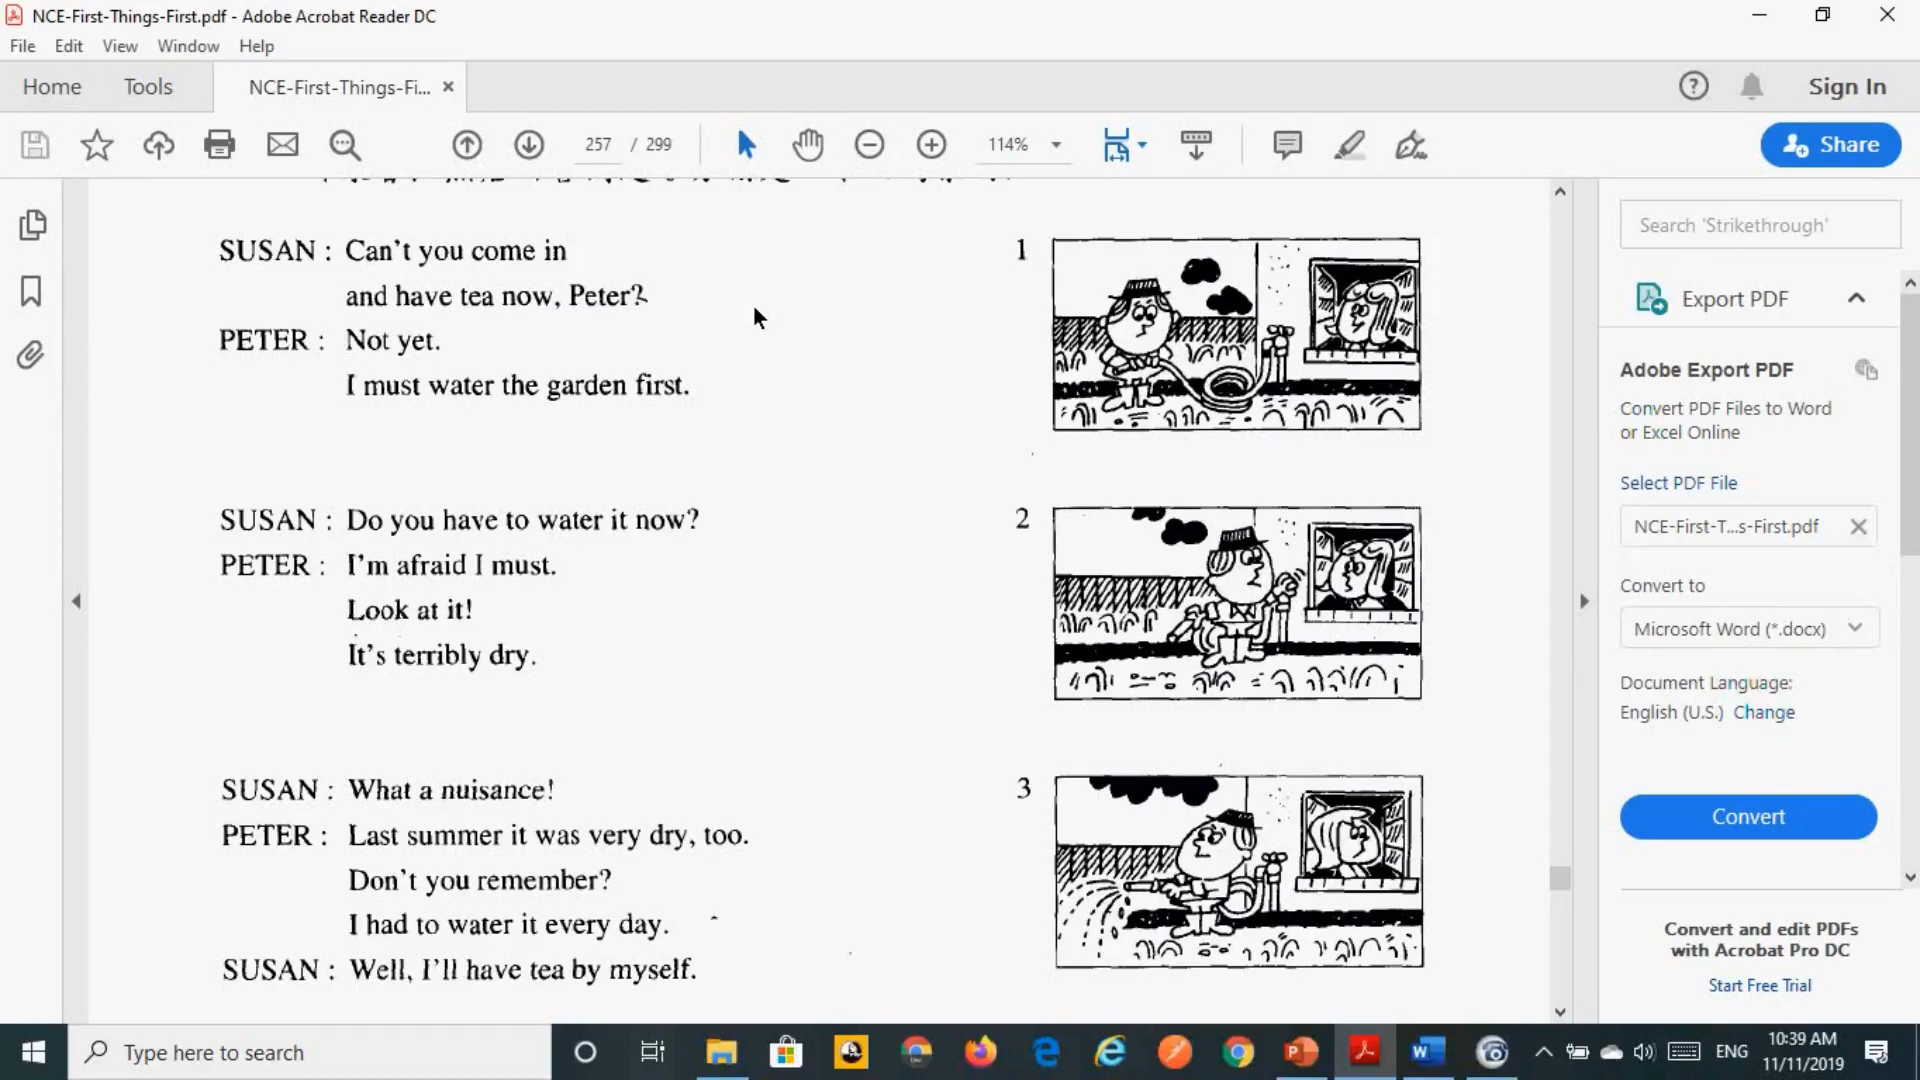 NCE-First-Things-First.pdf - Adobe Acrobat Reader DC
File Edit View Window Help
Home Tools NCE-First-Things-Fi... × Sign In
257 / 299 114% Share
SUSAN : Can't you come in
and have tea now, Peter?
PETER : Not yet.
I must water the garden first.
1
SUSAN : Do you have to water it now?
PETER : I'm afraid I must.
Look at it!
It's terribly dry.
2
SUSAN : What a nuisance!
PETER : Last summer it was very dry, too.
Don't you remember?
I had to water it every day.
SUSAN : Well, I'll have tea by myself.
3
Search 'Strikethrough'
Export PDF
Adobe Export PDF
Convert PDF Files to Word
or Excel Online
Select PDF File
NCE-First-T...s-First.pdf
Convert to
Microsoft Word (*.docx)
Document Language:
English (U.S.) Change
Convert
Convert and edit PDFs
with Acrobat Pro DC
Start Free Trial
Type here to search
ENG
10:39 AM
11/11/2019